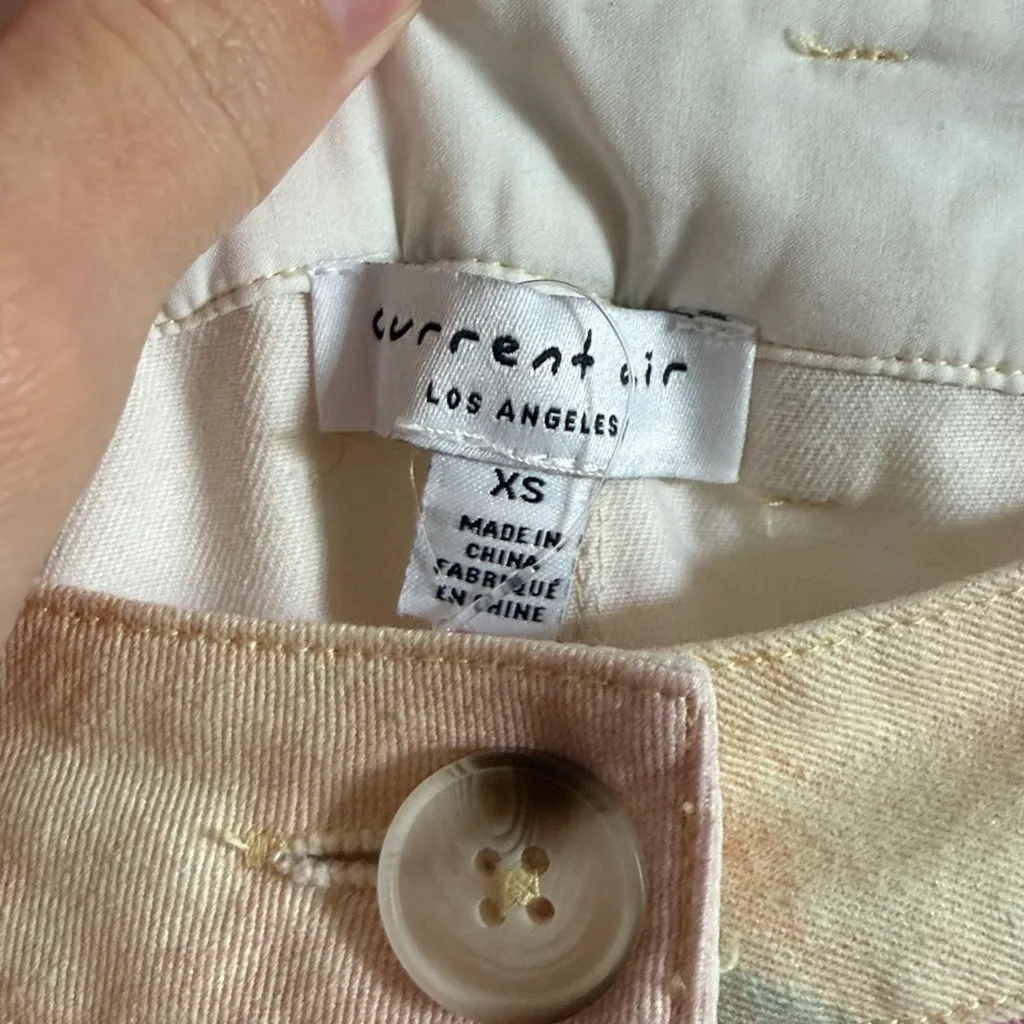 current air
LOS ANGELES
XS
MADE IN
CHINA
FABRIQUÉ
EN CHINE